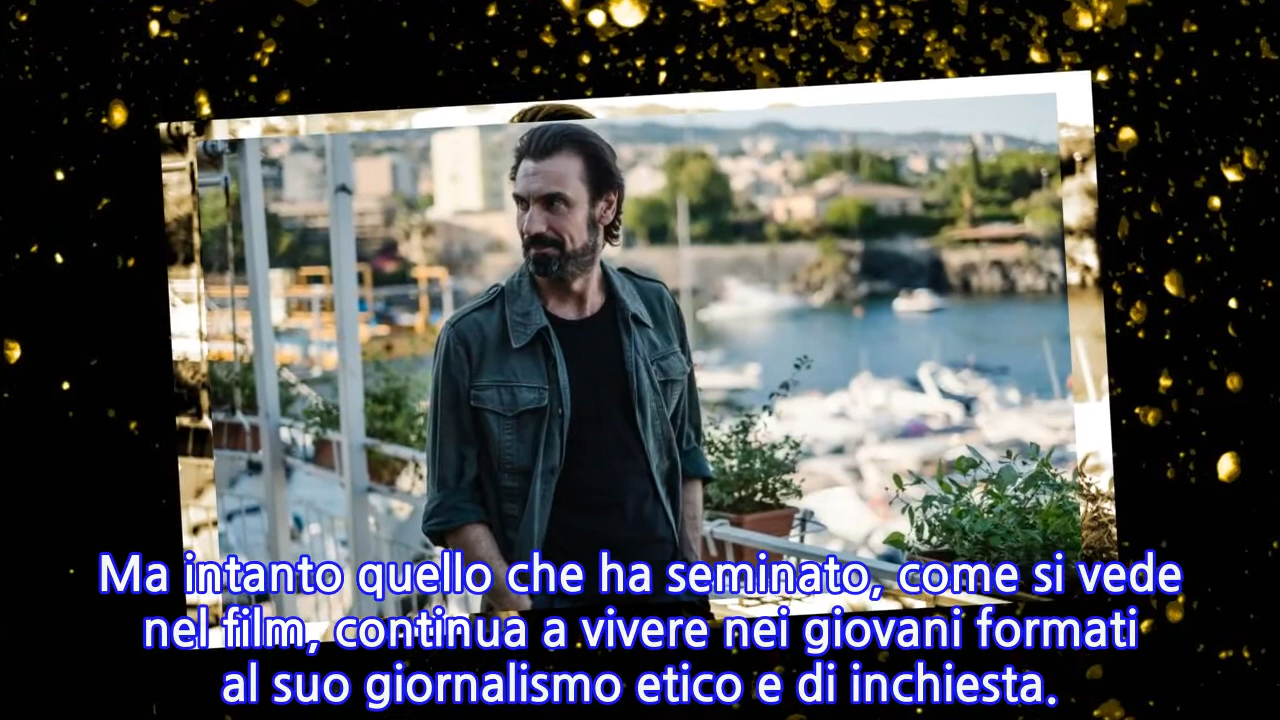 Ma intanto quello che ha seminato, come si vede
nel film, continua a vivere nei giovani formati
al suo giornalismo etico e di inchiesta.